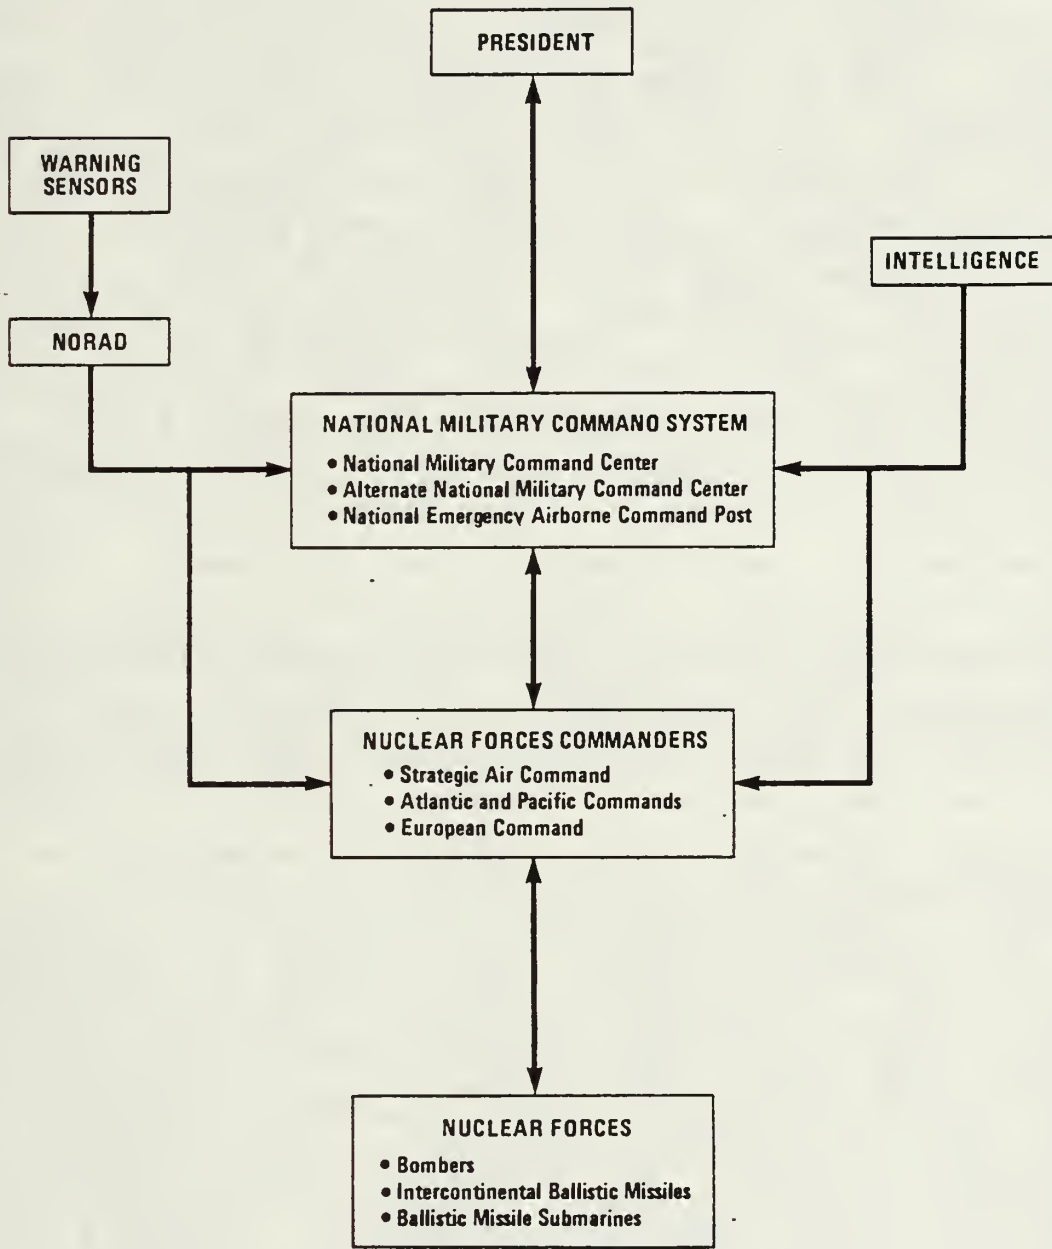 PRESIDENT
WARNING
SENSORS
INTELLIGENCE
NORAD
NATIONAL MILITARY COMMANO SYSTEM
• National Military Command Center
• Alternate National Military Command Center
• National Emergency Airborne Command Post
NUCLEAR FORCES COMMANOERS
• Strategic Air Command
• Atlantic and Pacific Commands
• European Command
NUCLEAR FORCES
• Bombers
• Intercontinental Ballistic Missiles
• Ballistic Missile Submarines